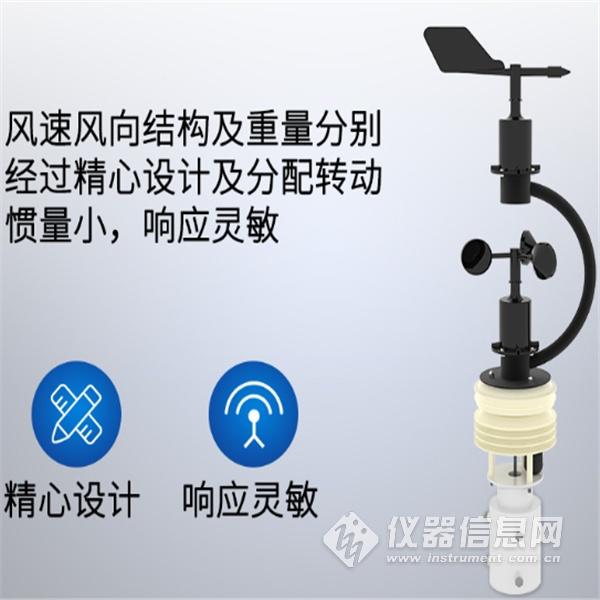 风速风向结构及重量分别
经过精心设计及分配转动
惯量小，响应灵敏
精心设计
响应灵敏
仪器信息网
www.instrument.com.cn